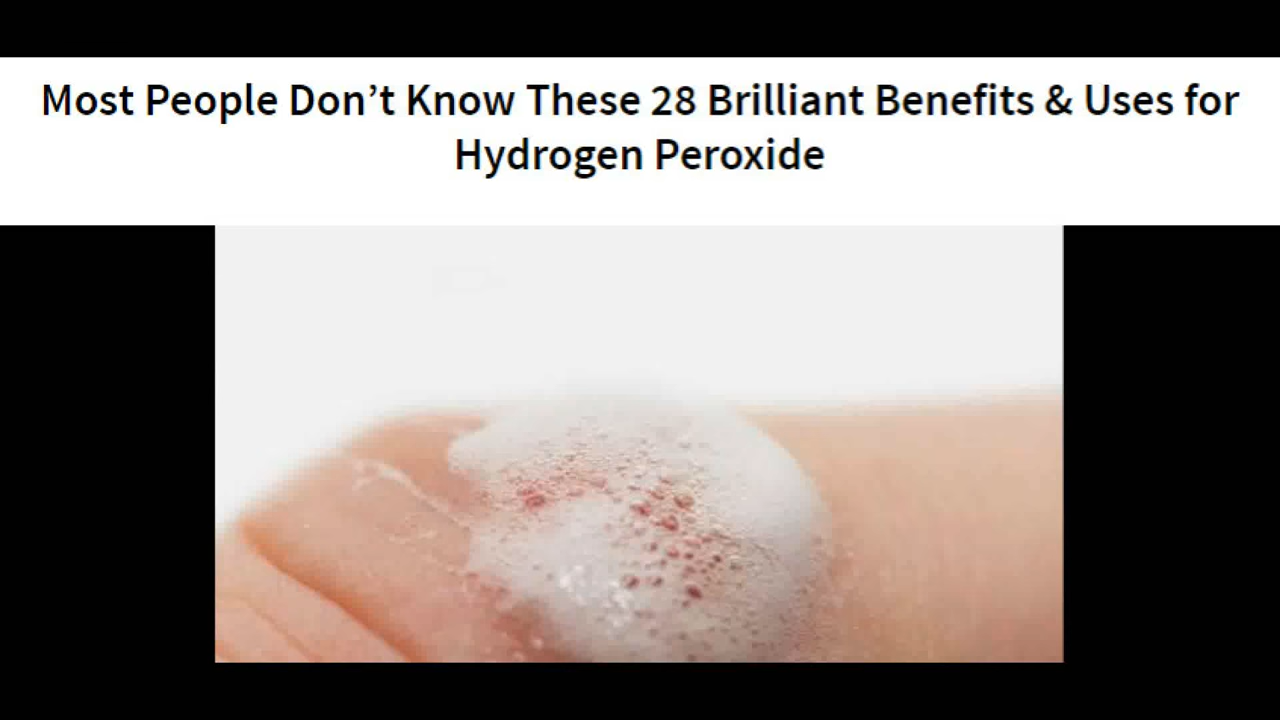 Most People Don’t Know These 28 Brilliant Benefits & Uses for
Hydrogen Peroxide